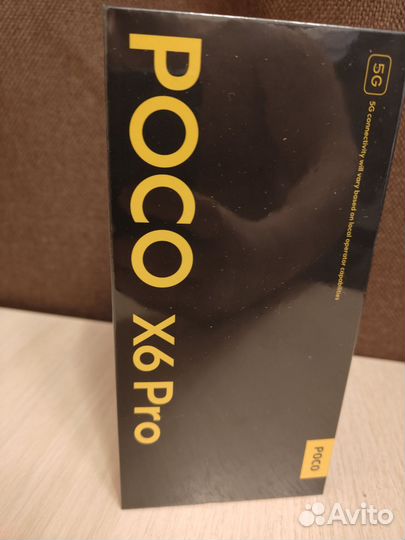 POCO X6 Pro
5G
5G connectivity will vary based on local operator capabilities
POCO
Avito